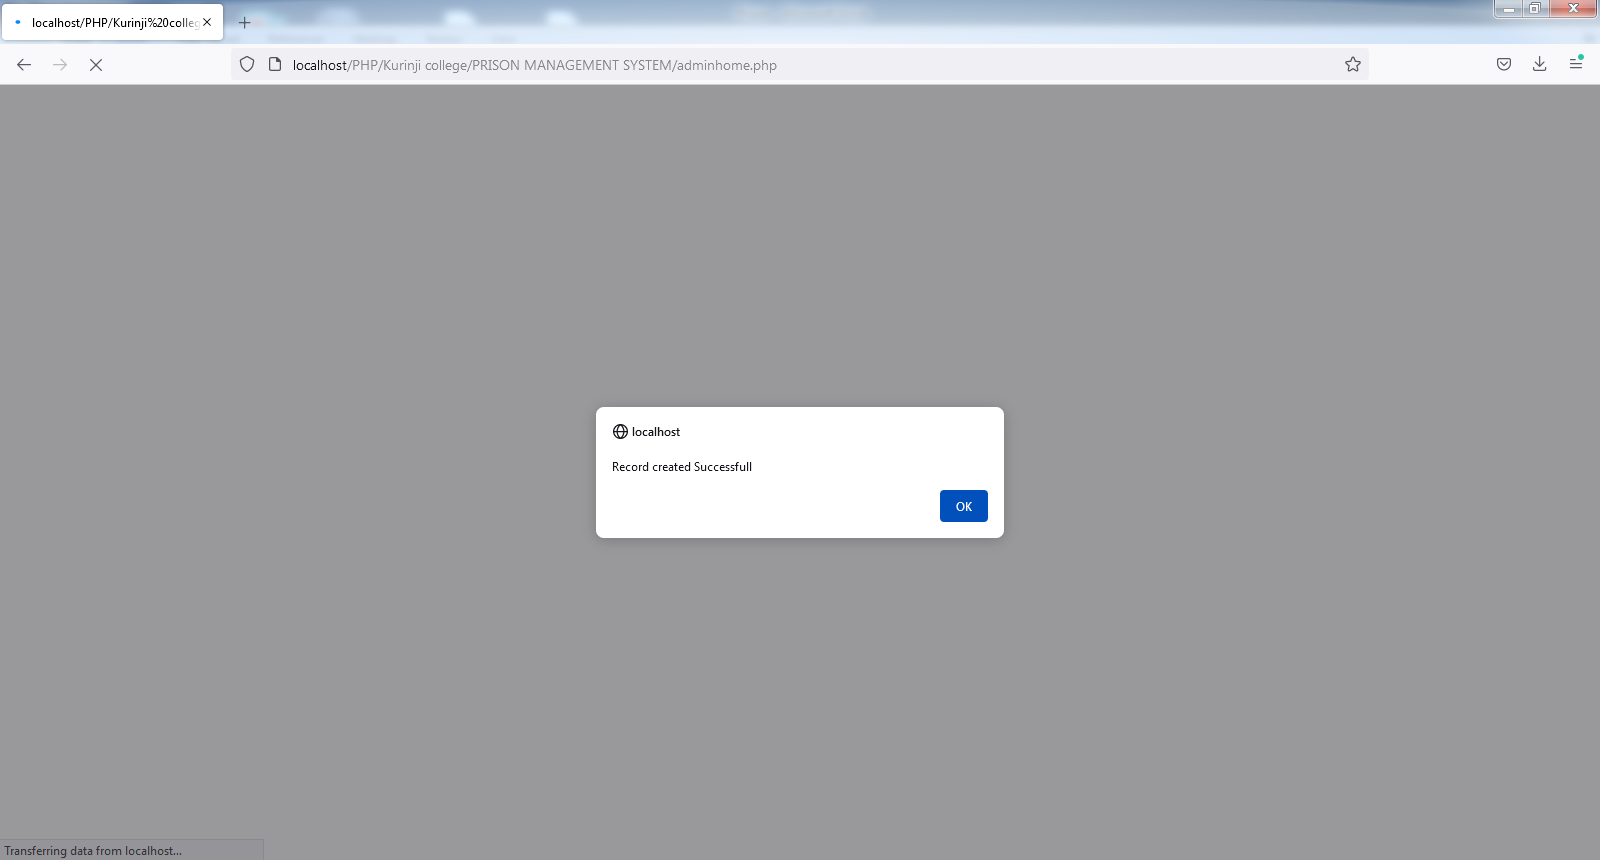 localhost/PHP/Kurinji%20colleg
localhost/PHP/Kurinji college/PRISON MANAGEMENT SYSTEM/adminhome.php
localhost
Record created Successfull
OK
Transferring data from localhost...